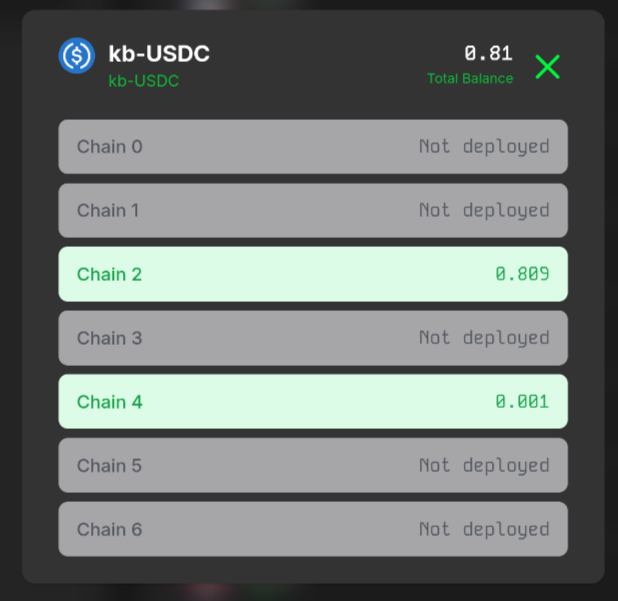 kb-USDC
0.81
kb-USDC
Total Balance
Chain 0 Not deployed
Chain 1 Not deployed
Chain 2 0.809
Chain 3 Not deployed
Chain 4 0.001
Chain 5 Not deployed
Chain 6 Not deployed